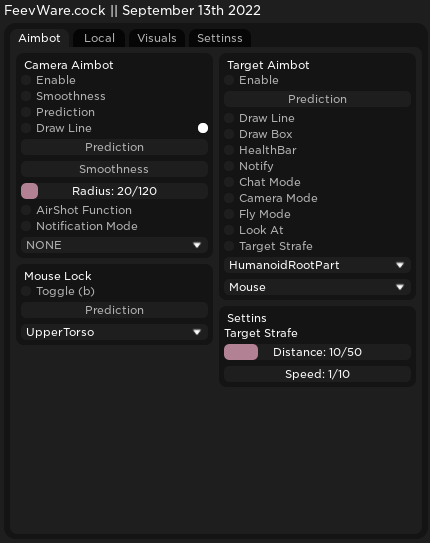 FeevWare.cock || September 13th 2022
Aimbot
Local
Visuals
Settinss
Camera Aimbot
Enable
Smoothness
Prediction
Draw Line
Prediction
Smoothness
Radius: 20/120
AirShot Function
Notification Mode
NONE
Mouse Lock
Toggle (b)
Prediction
UpperTorso
Target Aimbot
Enable
Prediction
Draw Line
Draw Box
HealthBar
Notify
Chat Mode
Camera Mode
Fly Mode
Look At
Target Strafe
HumanoidRootPart
Mouse
Settins
Target Strafe
Distance: 10/50
Speed: 1/10